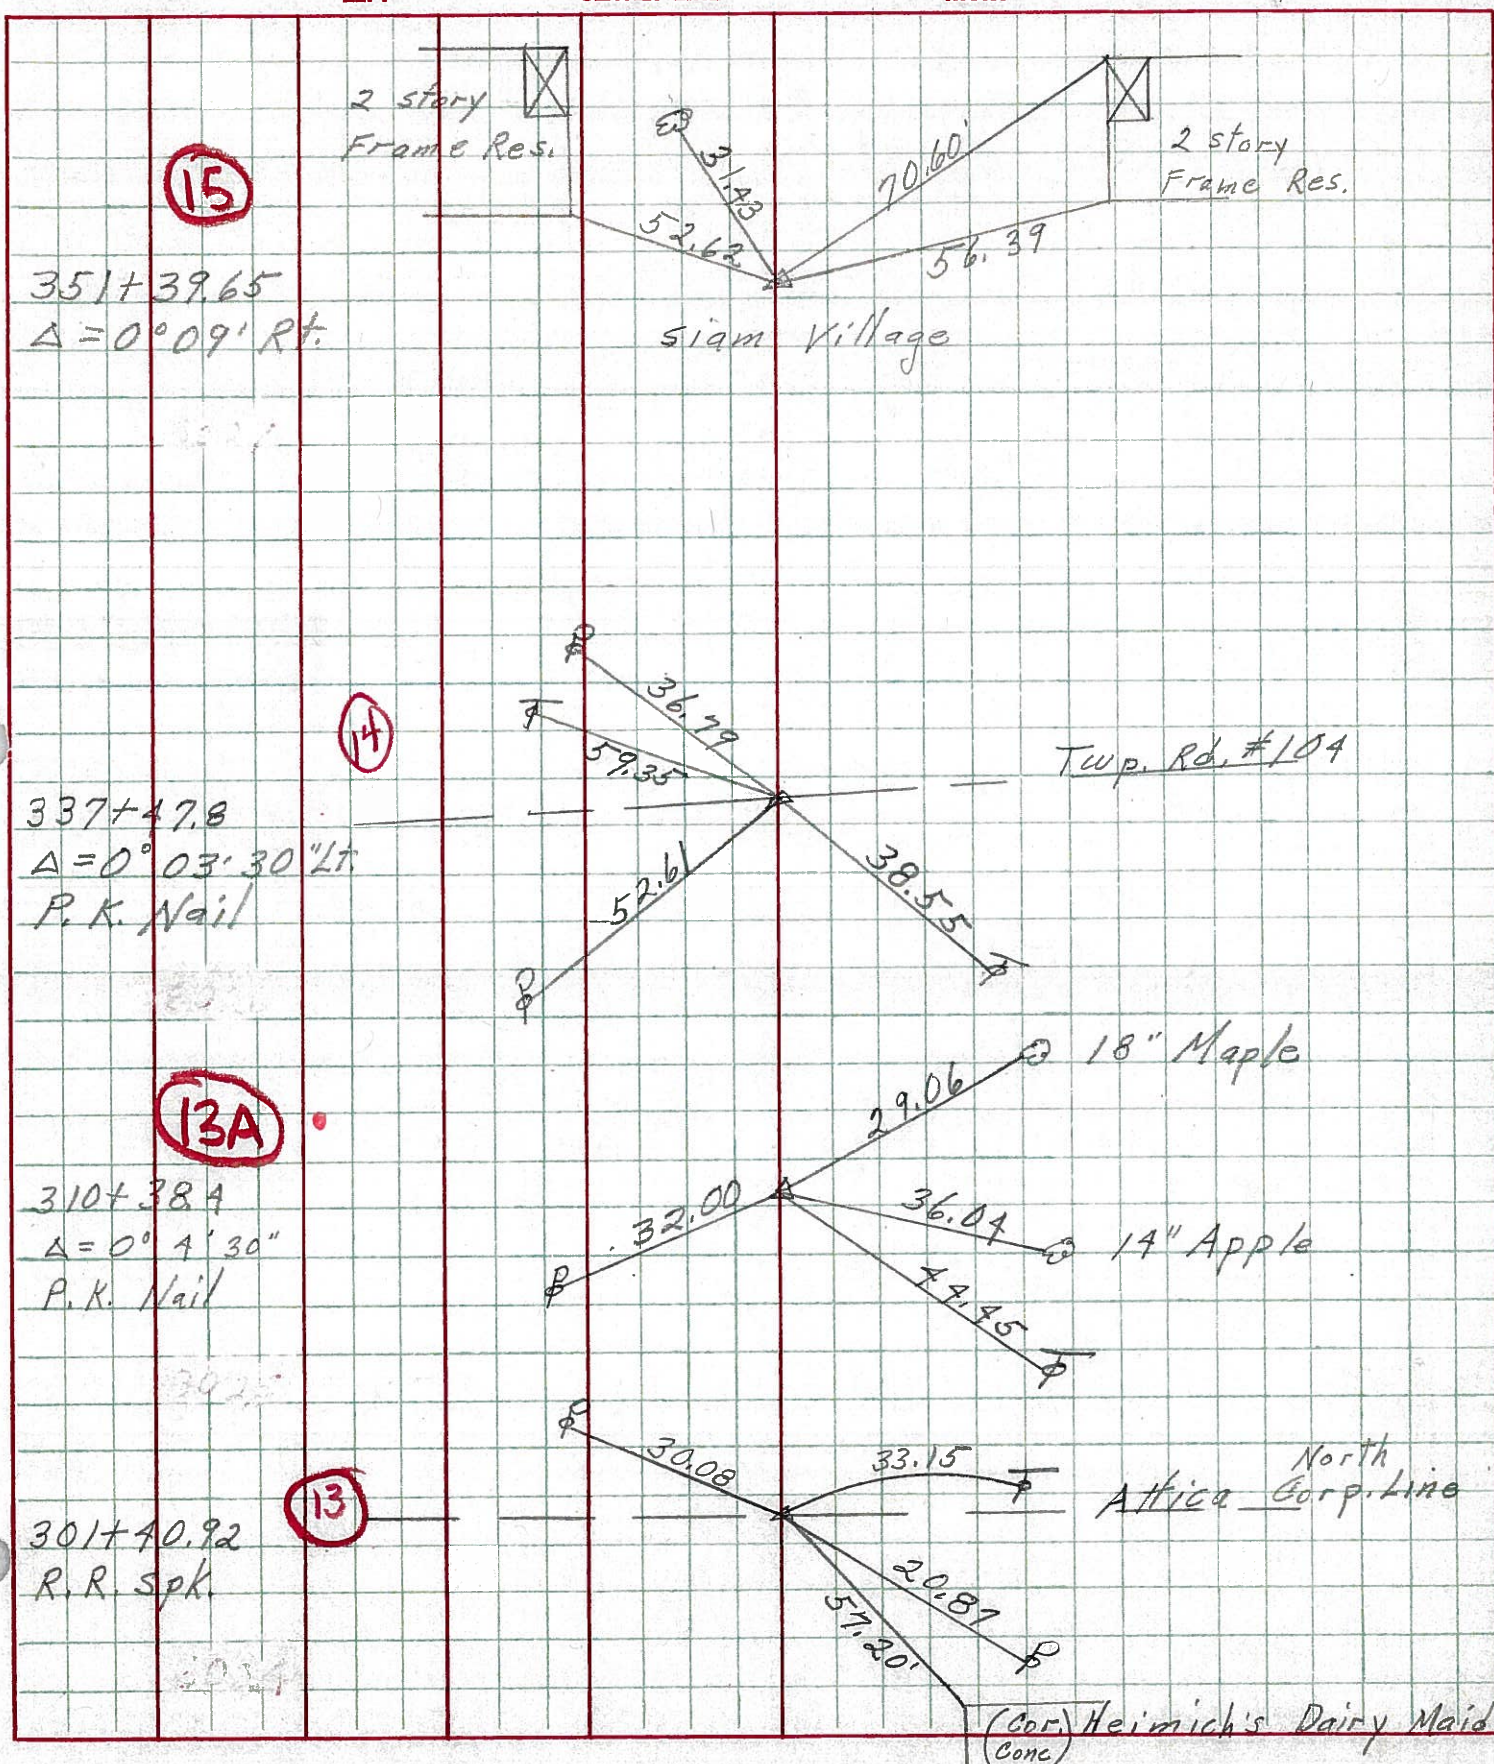 2 story
Frame Res.
15
31.43
70.60'
2 story
Frame Res.
52.62
56.39
351+39.65
Δ=0°09' Rt.
Siam Village
36.79
14
59.35
Twp. Rd. #104
337+47.8
Δ=0°03'30" Lt.
P.K. Nail
52.61
38.55
18" Maple
29.06
13A
310+38.4
Δ=0° 4' 30"
P.K. Nail
32.00
36.04
14" Apple
44.45
30.08
33.15
North
Attica Corp. Line
13
301+40.92
R.R. Spk.
20.87
57.20'
(Cor.) Heimich's Dairy Maid
Conc